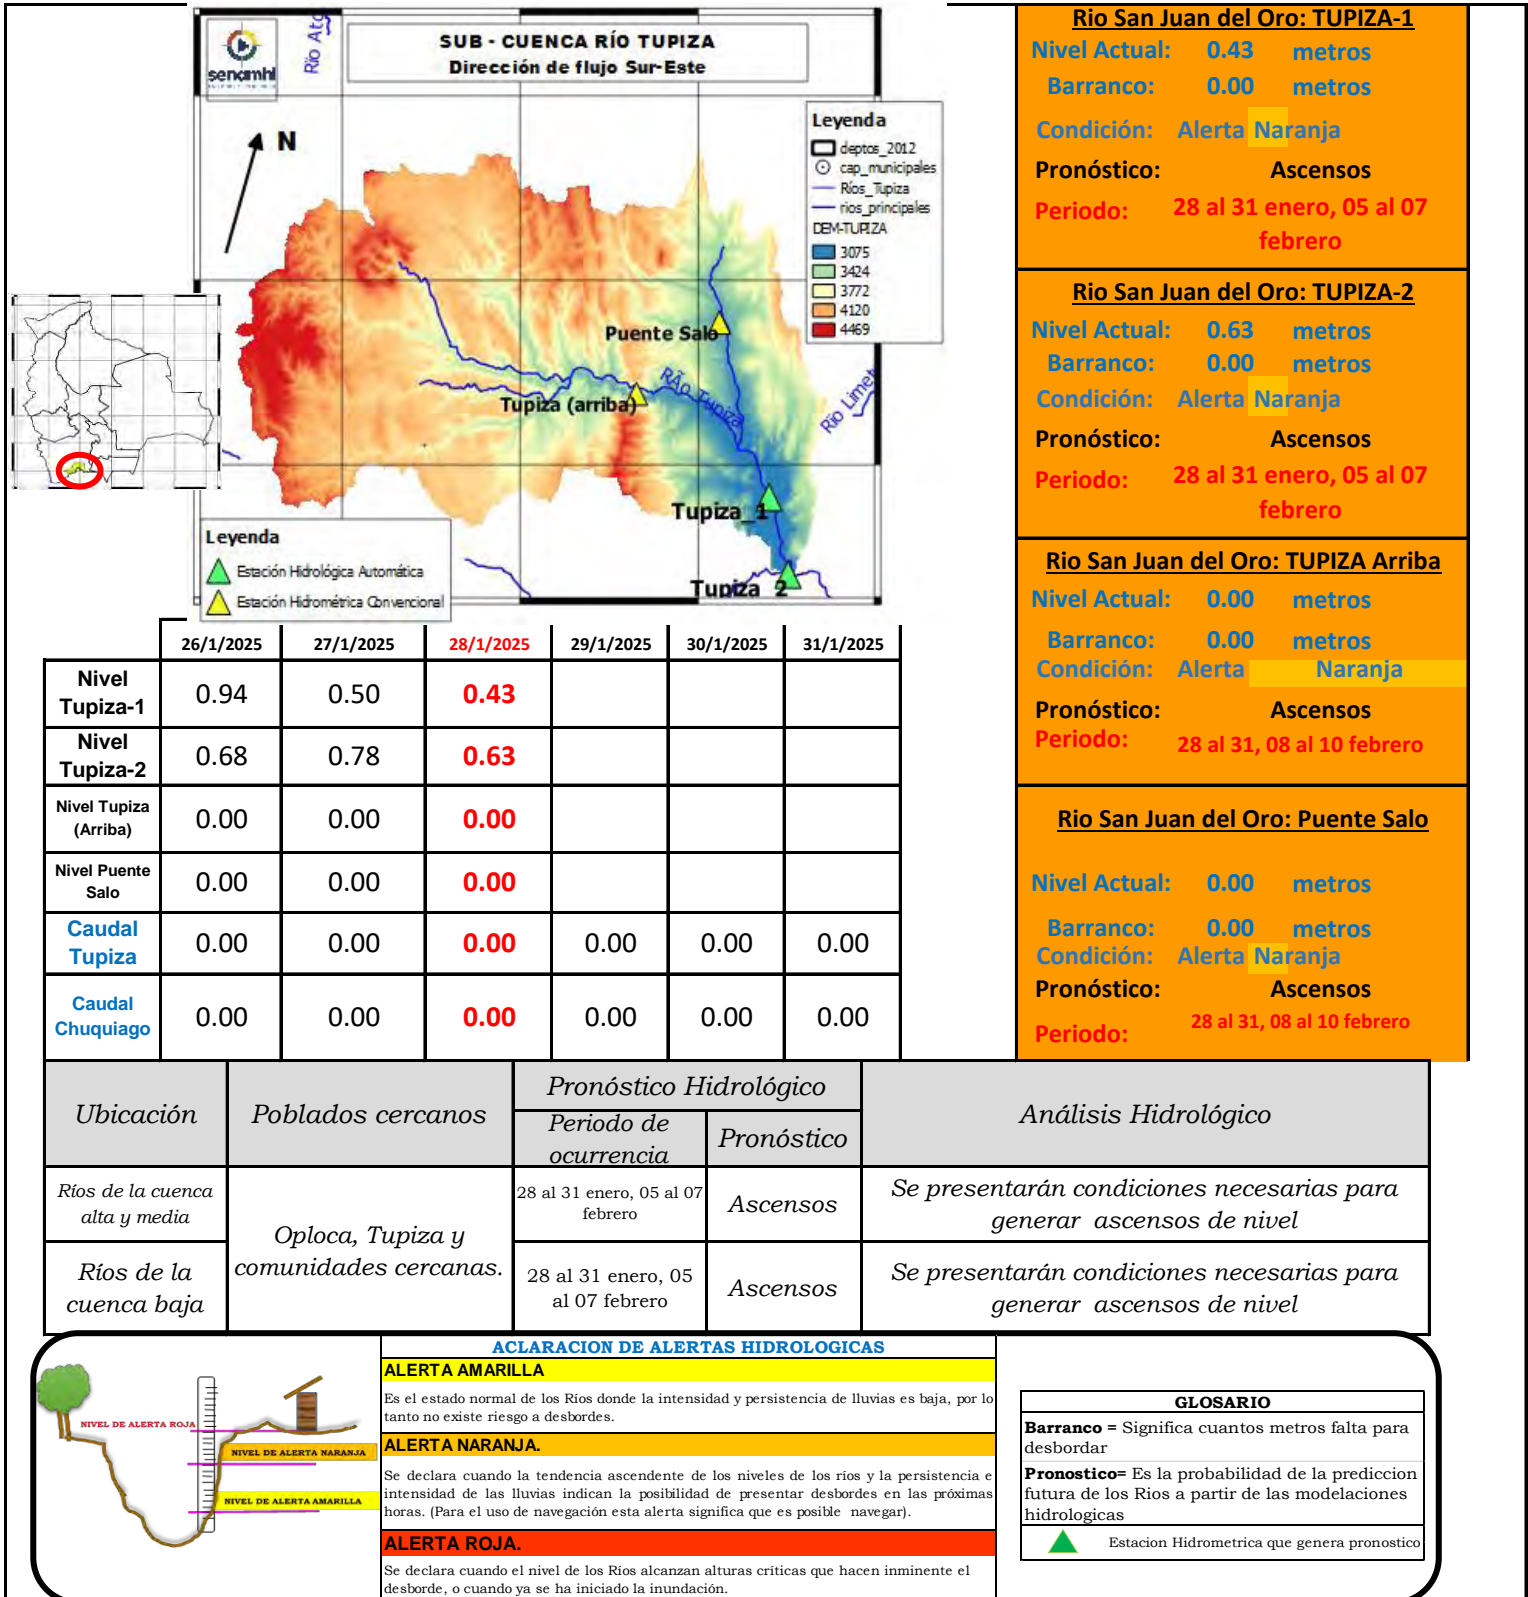 senamhi
Río Ato
SUB - CUENCA RÍO TUPIZA
Dirección de flujo Sur-Este
N
Leyenda
deptos_2012
cap_municipales
Ríos_Tupiza
rios_principales
DEM-TUPIZA
3075
3424
3772
4120
4469
Puente Salo
Tupiza (arriba)
RÃo Tupiza
Rio Limet
Tupiza_1
Tupiza_2
Leyenda
Estación Hidrológica Automática
Estación Hidrométrica Convencional
Rio San Juan del Oro: TUPIZA-1
Nivel Actual: 0.43 metros
Barranco: 0.00 metros
Condición: Alerta Naranja
Pronóstico: Ascensos
Periodo: 28 al 31 enero, 05 al 07
febrero
Rio San Juan del Oro: TUPIZA-2
Nivel Actual: 0.63 metros
Barranco: 0.00 metros
Condición: Alerta Naranja
Pronóstico: Ascensos
Periodo: 28 al 31 enero, 05 al 07
febrero
Rio San Juan del Oro: TUPIZA Arriba
Nivel Actual: 0.00 metros
Barranco: 0.00 metros
Condición: Alerta Naranja
Pronóstico: Ascensos
Periodo: 28 al 31, 08 al 10 febrero
Rio San Juan del Oro: Puente Salo
Nivel Actual: 0.00 metros
Barranco: 0.00 metros
Condición: Alerta Naranja
Pronóstico: Ascensos
Periodo: 28 al 31, 08 al 10 febrero
26/1/2025 27/1/2025 28/1/2025 29/1/2025 30/1/2025 31/1/2025
Nivel
Tupiza-1 0.94 0.50 0.43
Nivel
Tupiza-2 0.68 0.78 0.63
Nivel Tupiza
(Arriba) 0.00 0.00 0.00
Nivel Puente
Salo 0.00 0.00 0.00
Caudal
Tupiza 0.00 0.00 0.00 0.00 0.00 0.00
Caudal
Chuquiago 0.00 0.00 0.00 0.00 0.00 0.00
Ubicación
Poblados cercanos
Pronóstico Hidrológico
Periodo de
ocurrencia
Pronóstico
Análisis Hidrológico
Ríos de la cuenca
alta y media
Oploca, Tupiza y
comunidades cercanas.
28 al 31 enero, 05 al 07
febrero
Ascensos
Se presentarán condiciones necesarias para
generar ascensos de nivel
Ríos de la
cuenca baja
28 al 31 enero, 05
al 07 febrero
Ascensos
Se presentarán condiciones necesarias para
generar ascensos de nivel
NIVEL DE ALERTA ROJA
NIVEL DE ALERTA NARANJA
NIVEL DE ALERTA AMARILLA
ACLARACION DE ALERTAS HIDROLOGICAS
ALERTA AMARILLA
Es el estado normal de los Ríos donde la intensidad y persistencia de lluvias es baja, por lo
tanto no existe riesgo a desbordes.
ALERTA NARANJA.
Se declara cuando la tendencia ascendente de los niveles de los ríos y la persistencia e
intensidad de las lluvias indican la posibilidad de presentar desbordes en las próximas
horas. (Para el uso de navegación esta alerta significa que es posible navegar).
ALERTA ROJA.
Se declara cuando el nivel de los Ríos alcanzan alturas críticas que hacen inminente el
desborde, o cuando ya se ha iniciado la inundación.
GLOSARIO
Barranco = Significa cuantos metros falta para
desbordar
Pronostico= Es la probabilidad de la prediccion
futura de los Rios a partir de las modelaciones
hidrologicas
Estacion Hidrometrica que genera pronostico